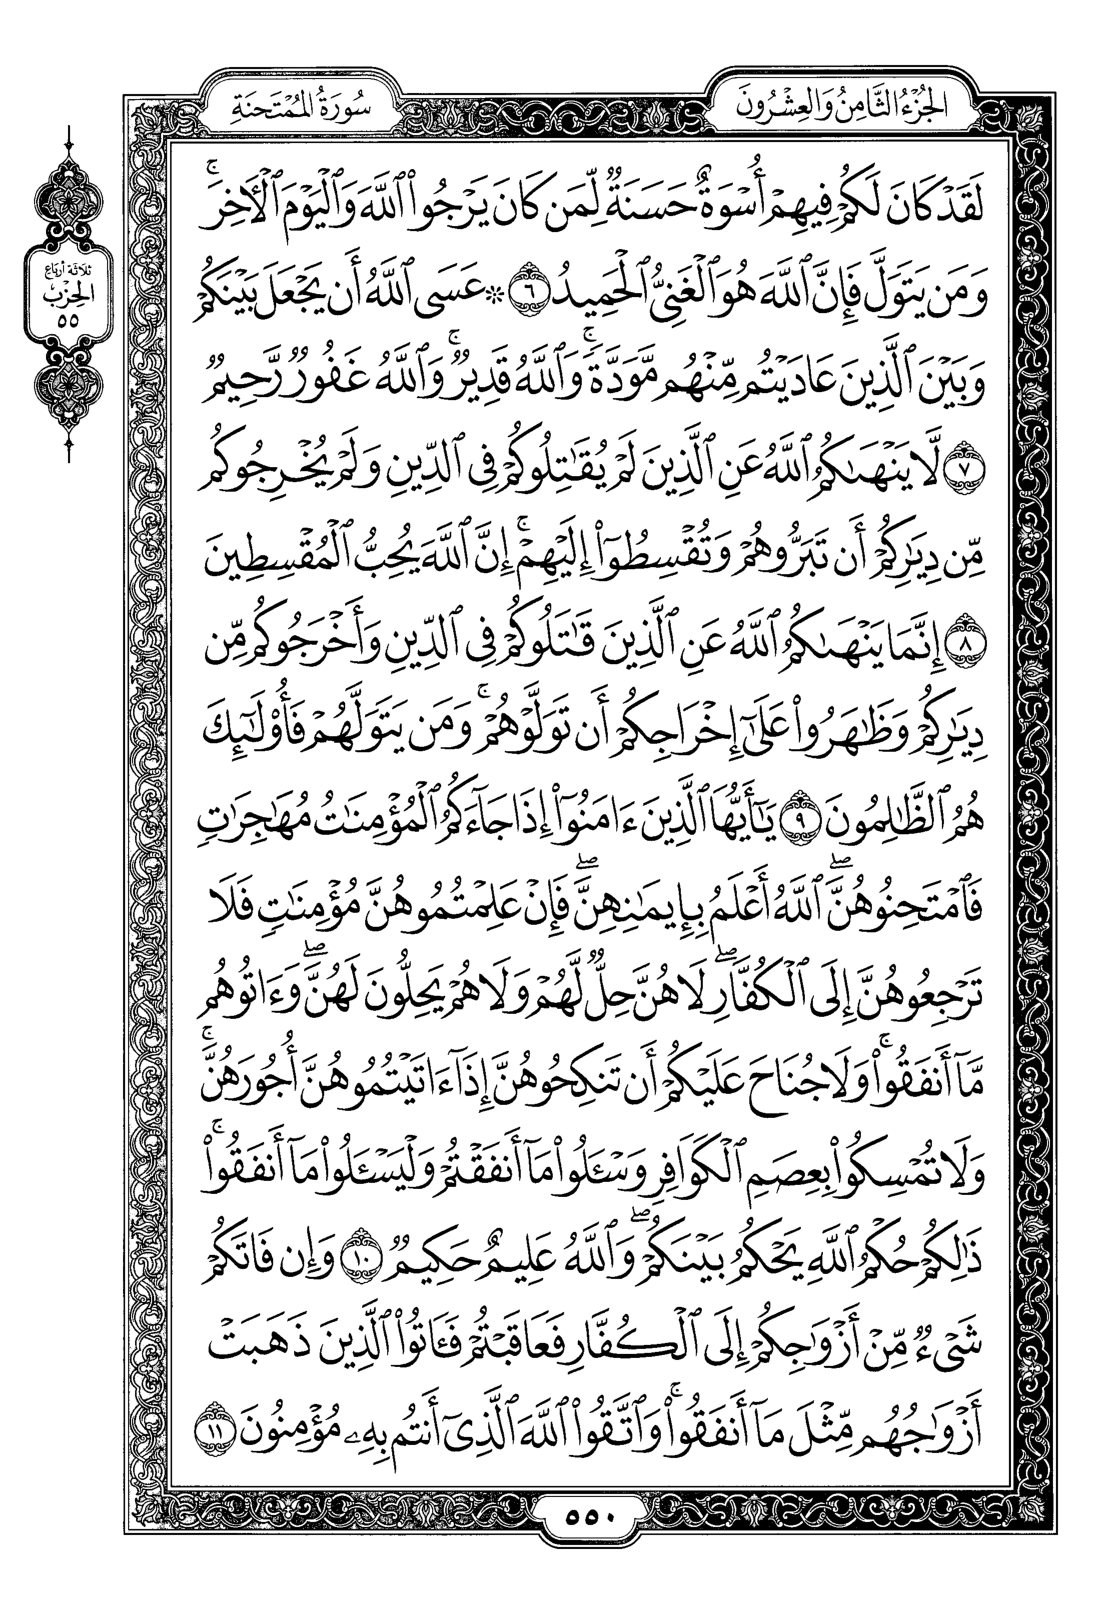 الجُزْءُ الثَّامِنُ وَالعِشْرُونَ
سُورَةُ المُمْتَحنَةِ
لَقَدْ كَانَ لَكُمْ فِيهِمْ أُسْوَةٌ حَسَنَةٌ لِّمَن كَانَ يَرْجُوا۟ ٱللَّهَ وَٱلْيَوْمَ ٱلْأَخِرَۚ
وَمَن يَتَوَلَّ فَإِنَّ ٱللَّهَ هُوَ ٱلْغَنِىُّ ٱلْحَمِيدُ ٦ ۞ عَسَى ٱللَّهُ أَن يَجْعَلَ بَيْنَكُمْ
وَبَيْنَ ٱلَّذِينَ عَادَيْتُم مِّنْهُم مَّوَدَّةًۚ وَٱللَّهُ قَدِيرٌۚ وَٱللَّهُ غَفُورٌ رَّحِيمٌ
٧ لَّا يَنْهَىٰكُمُ ٱللَّهُ عَنِ ٱلَّذِينَ لَمْ يُقَٰتِلُوكُمْ فِى ٱلدِّينِ وَلَمْ يُخْرِجُوكُم
مِّن دِيَٰرِكُمْ أَن تَبَرُّوهُمْ وَتُقْسِطُوٓا۟ إِلَيْهِمْۚ إِنَّ ٱللَّهَ يُحِبُّ ٱلْمُقْسِطِينَ
٨ إِنَّمَا يَنْهَىٰكُمُ ٱللَّهُ عَنِ ٱلَّذِينَ قَٰتَلُوكُمْ فِى ٱلدِّينِ وَأَخْرَجُوكُم مِّن
دِيَٰرِكُمْ وَظَٰهَرُوا۟ عَلَىٰٓ إِخْرَاجِكُمْ أَن تَوَلَّوْهُمْۚ وَمَن يَتَوَلَّهُمْ فَأُو۟لَٰٓئِكَ
هُمُ ٱلظَّٰلِمُونَ ٩ يَٰٓأَيُّهَا ٱلَّذِينَ ءَامَنُوٓا۟ إِذَا جَآءَكُمُ ٱلْمُؤْمِنَٰتُ مُهَٰجِرَٰتٍ
فَٱمْتَحِنُوهُنَّۖ ٱللَّهُ أَعْلَمُ بِإِيمَٰنِهِنَّۖ فَإِنْ عَلِمْتُمُوهُنَّ مُؤْمِنَٰتٍ فَلَا
تَرْجِعُوهُنَّ إِلَى ٱلْكُفَّارِۖ لَا هُنَّ حِلٌّ لَّهُمْ وَلَا هُمْ يَحِلُّونَ لَهُنَّۖ وَءَاتُوهُم
مَّآ أَنفَقُوا۟ۚ وَلَا جُنَاحَ عَلَيْكُمْ أَن تَنكِحُوهُنَّ إِذَآ ءَاتَيْتُمُوهُنَّ أُجُورَهُنَّۚ
وَلَا تُمْسِكُوا۟ بِعِصَمِ ٱلْكَوَافِرِ وَسْـَٔلُوا۟ مَآ أَنفَقْتُمْ وَلْيَسْـَٔلُوا۟ مَآ أَنفَقُوا۟ۚ
ذَٰلِكُمْ حُكْمُ ٱللَّهِ يَحْكُمُ بَيْنَكُمْۖ وَٱللَّهُ عَلِيمٌ حَكِيمٌ ١٠ وَإِن فَاتَكُمْ
شَىْءٌ مِّنْ أَزْوَٰجِكُمْ إِلَى ٱلْكُفَّارِ فَعَاقَبْتُمْ فَـَٔاتُوا۟ ٱلَّذِينَ ذَهَبَتْ
أَزْوَٰجُهُم مِّثْلَ مَآ أَنفَقُوا۟ۚ وَٱتَّقُوا۟ ٱللَّهَ ٱلَّذِىٓ أَنتُم بِهِۦ مُؤْمِنُونَ ١١
ثلاثة أرباع
الحِزب
٥٥
٥٥٠